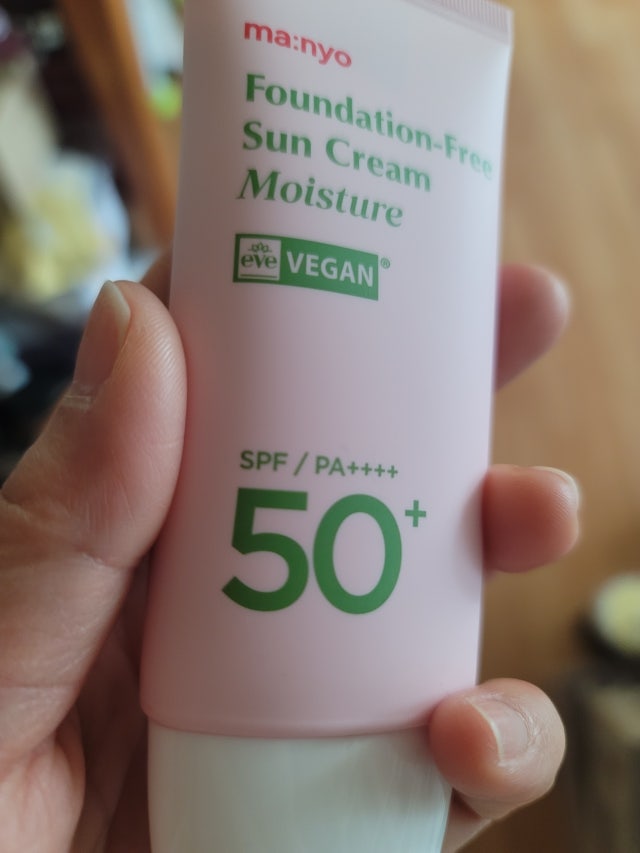 ma:nyo
Foundation-Free
Sun Cream
Moisture
eve VEGAN®
SPF / PA++++
50+